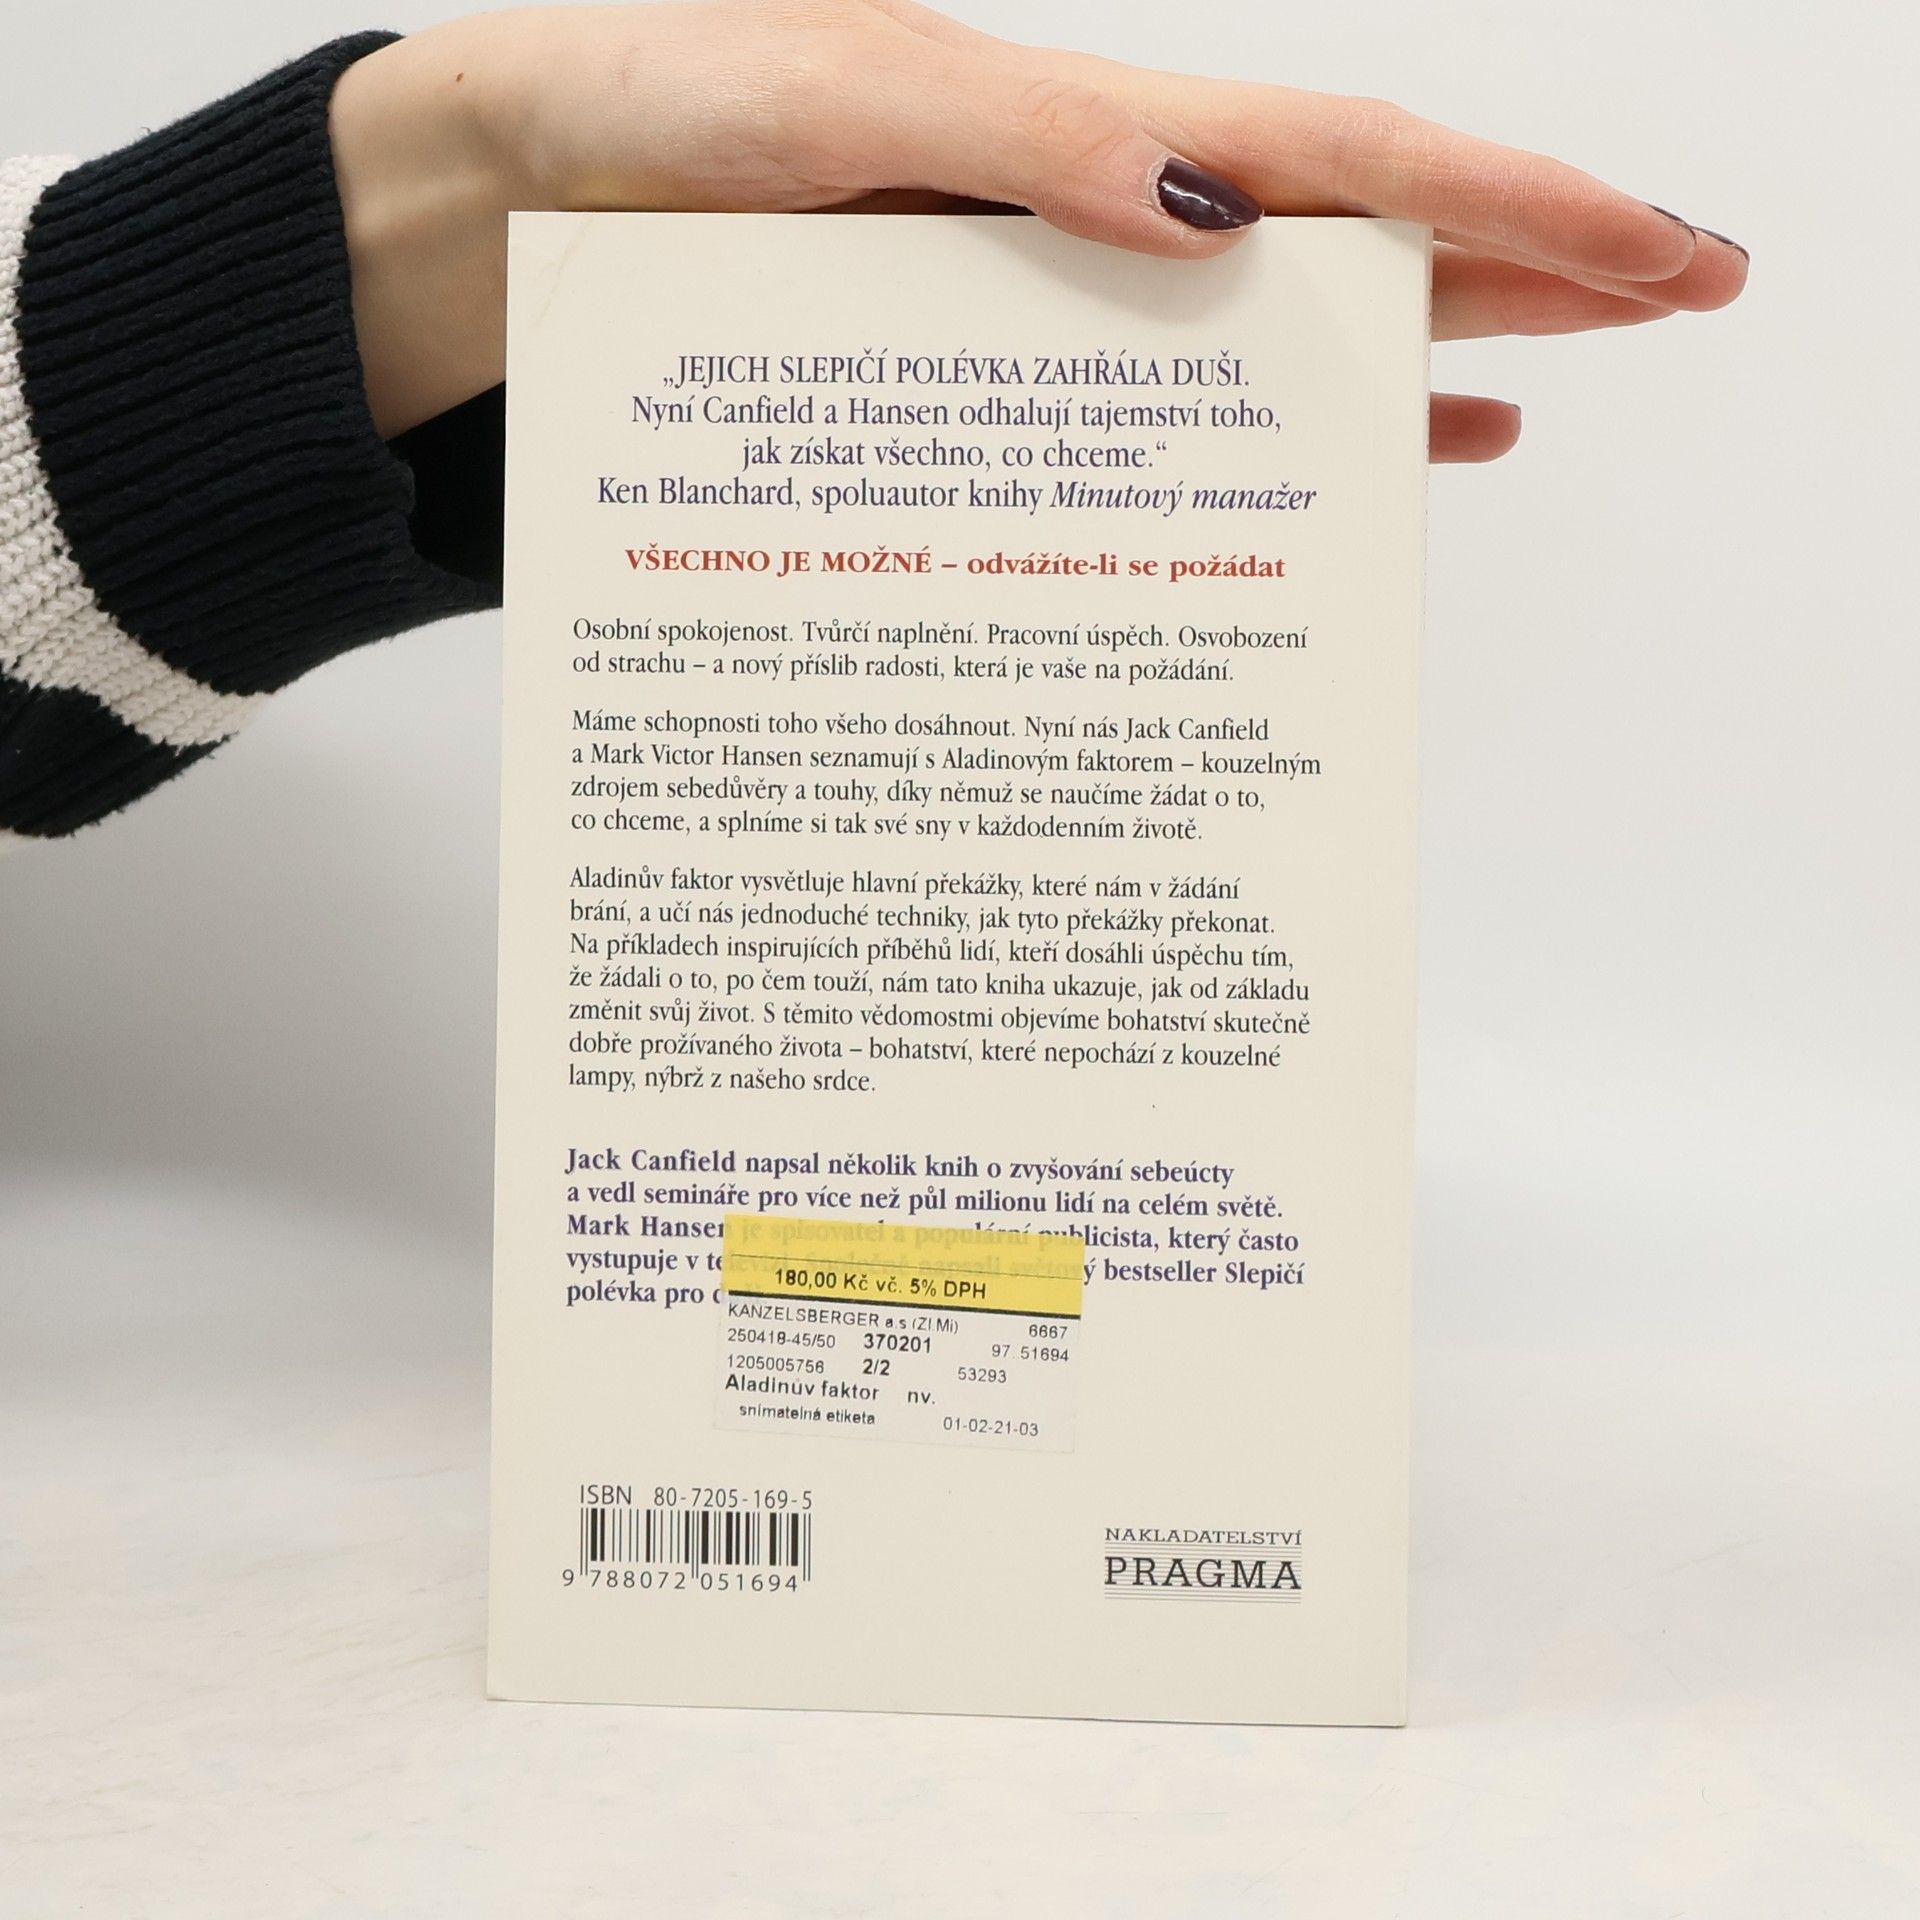 „JEJICH SLEPIČÍ POLÉVKA ZAHŘÁLA DUŠI.
Nyní Canfield a Hansen odhalují tajemství toho,
jak získat všechno, co chceme.“
Ken Blanchard, spoluautor knihy Minutový manažer
VŠECHNO JE MOŽNÉ – odvážíte-li se požádat
Osobní spokojenost. Tvůrčí naplnění. Pracovní úspěch. Osvobození
od strachu – a nový příslib radosti, která je vaše na požádání.
Máme schopnosti toho všeho dosáhnout. Nyní nás Jack Canfield
a Mark Victor Hansen seznamují s Aladinovým faktorem – kouzelným
zdrojem sebedůvěry a touhy, díky němuž se naučíme žádat o to,
co chceme, a splníme si tak své sny v každodenním životě.
Aladinův faktor vysvětluje hlavní překážky, které nám v žádání
brání, a učí nás jednoduché techniky, jak tyto překážky překonat.
Na příkladech inspirujících příběhů lidí, kteří dosáhli úspěchu tím,
že žádali o to, po čem touží, nám tato kniha ukazuje, jak od základu
změnit svůj život. S těmito vědomostmi objevíme bohatství skutečně
dobře prožívaného života – bohatství, které nepochází z kouzelné
lampy, nýbrž z našeho srdce.
Jack Canfield napsal několik knih o zvyšování sebeúcty
a vedl semináře pro více než půl milionu lidí na celém světě.
Mark Hansen je spisovatel a populární publicista, který často
vystupuje v televizi. Společně napsali světový bestseller Slepičí
polévka pro
180,00 Kč vč. 5% DPH
KANZELSBERGER a.s (Zl.Mi) 6667
250418-45/50 370201 97..51694
1205005756 2/2 53293
Aladinův faktor nv.
snímatelná etiketa 01-02-21-03
ISBN 80-7205-169-5
9 788072 051694
NAKLADATELSTVÍ
PRAGMA